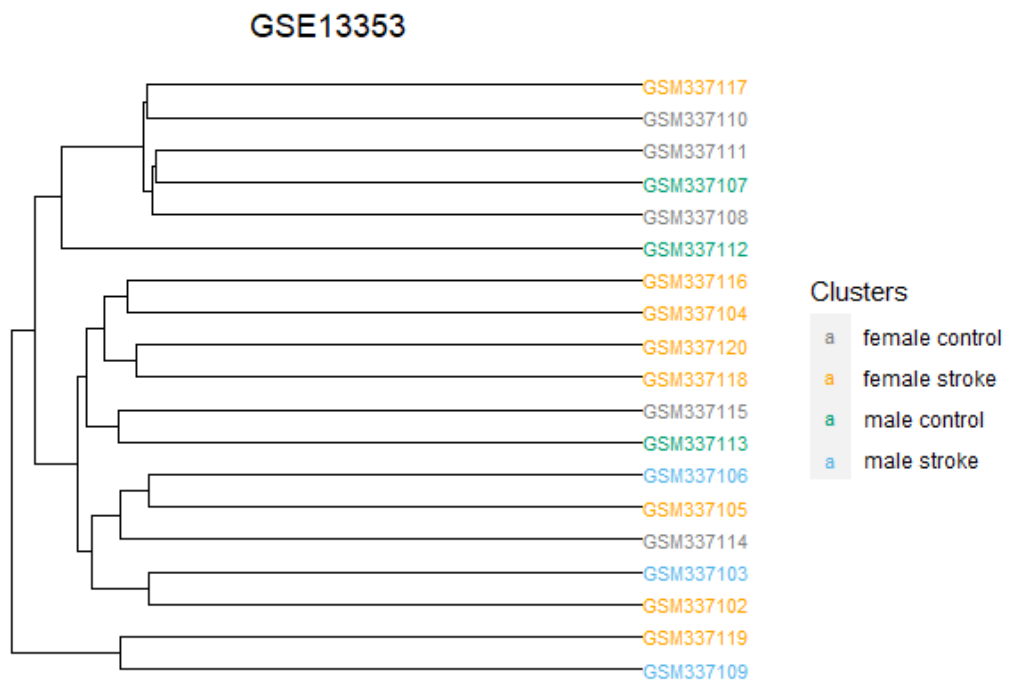 GSE13353
GSM337117
GSM337110
GSM337111
GSM337107
GSM337108
GSM337112
GSM337116
GSM337104
GSM337120
GSM337118
GSM337115
GSM337113
GSM337106
GSM337105
GSM337114
GSM337103
GSM337102
GSM337119
GSM337109
Clusters
a female control
a female stroke
a male control
a male stroke